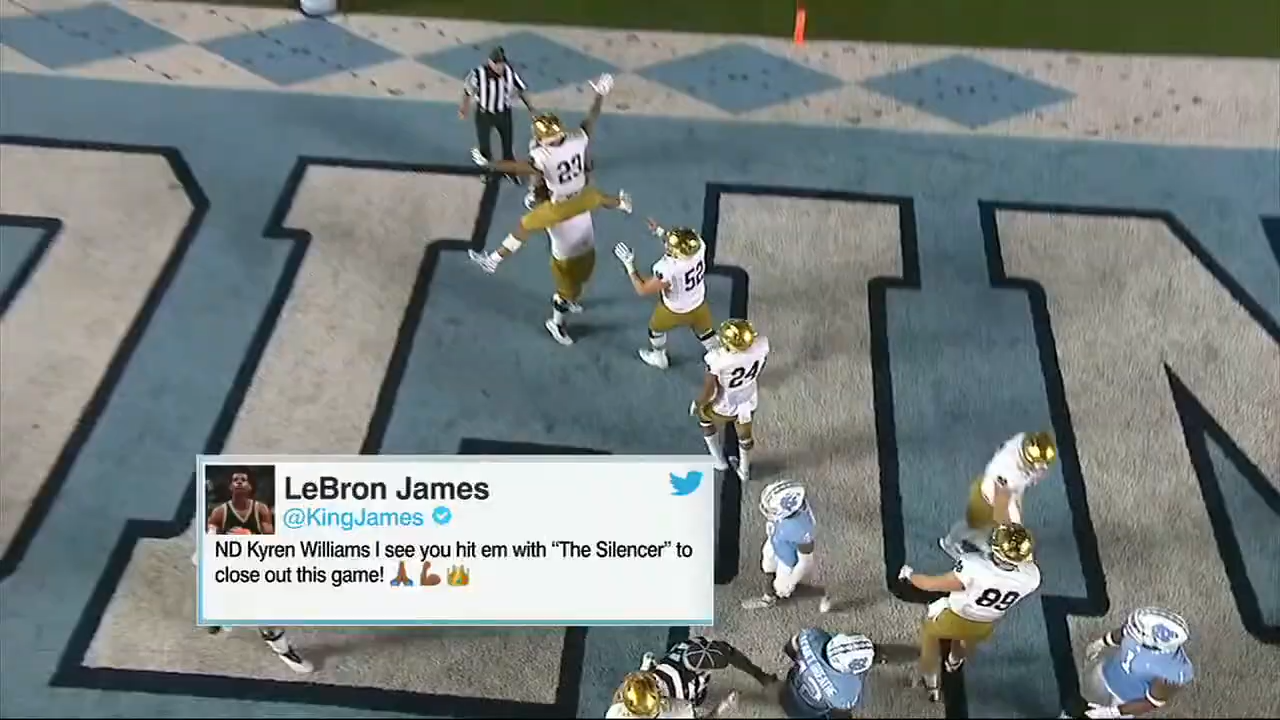 23
52
24
LeBron James
@KingJames
ND Kyren Williams I see you hit em with “The Silencer” to
close out this game! 🙏🏾💪🏾👑
89
1